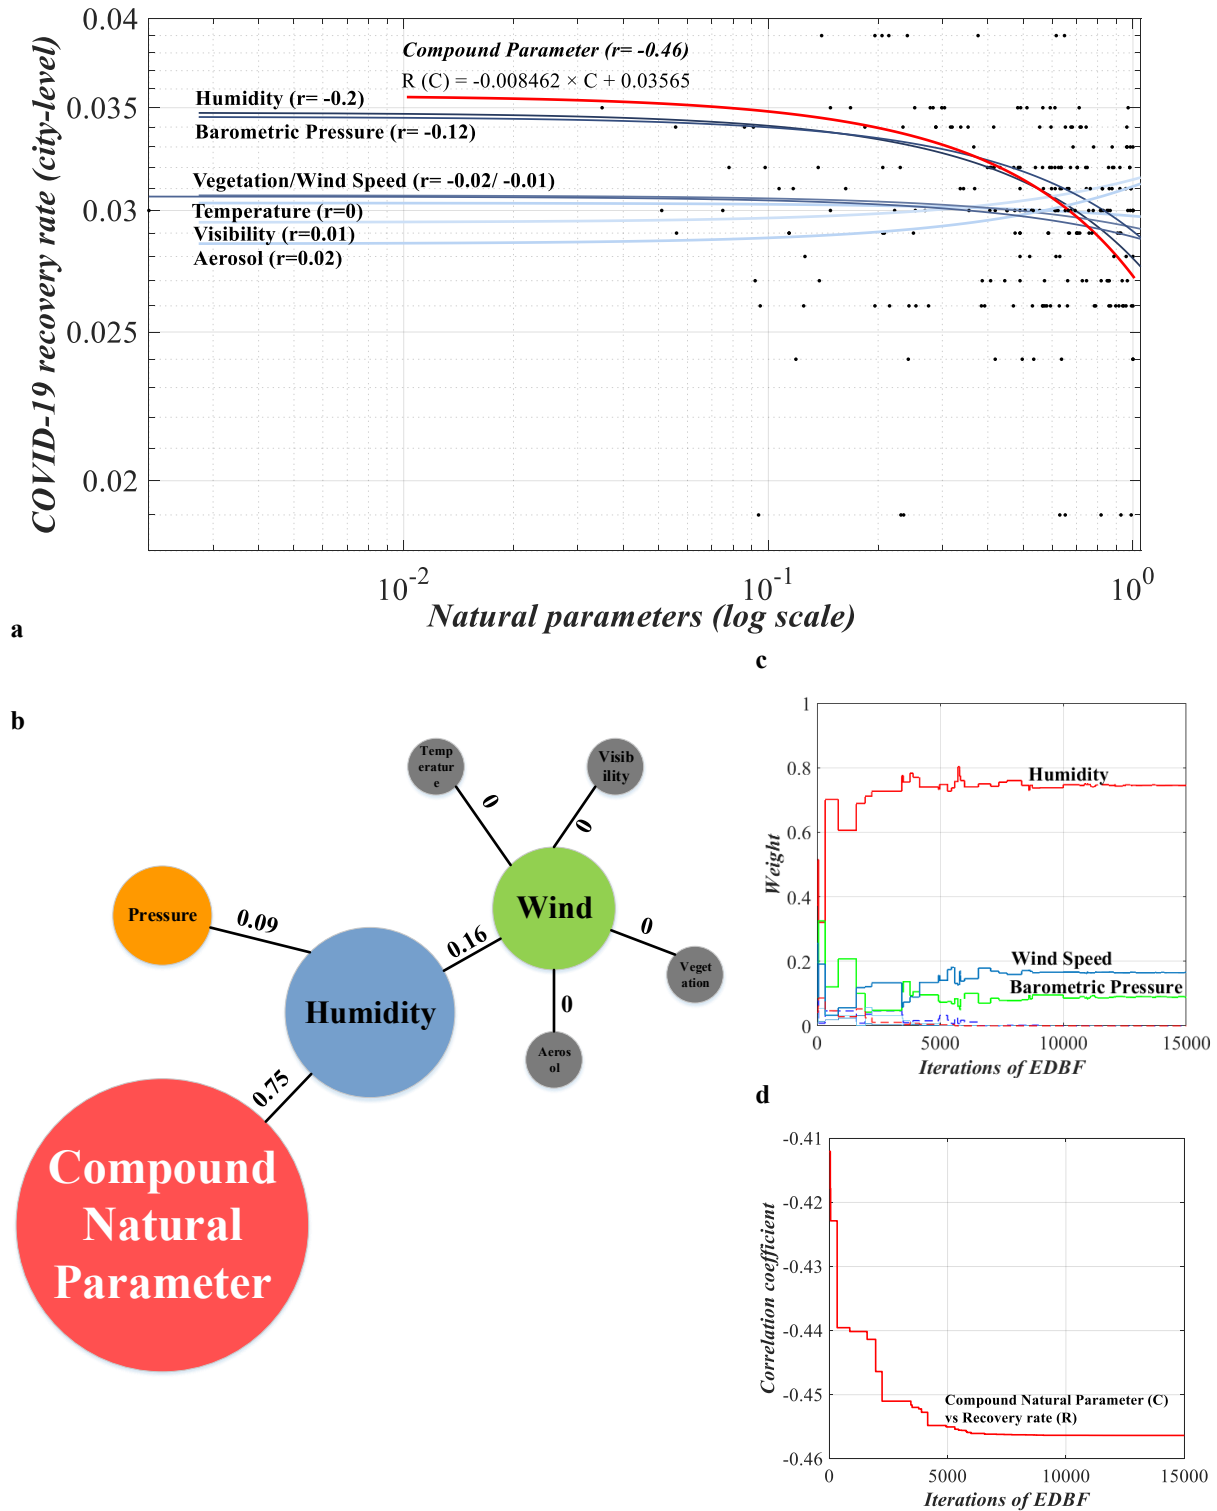 0.04
0.035
0.03
0.025
0.02
COVID-19 recovery rate (city-level)
Compound Parameter (r= -0.46)
R (C) = -0.008462 × C + 0.03565
Humidity (r= -0.2)
Barometric Pressure (r= -0.12)
Vegetation/Wind Speed (r= -0.02/ -0.01)
Temperature (r=0)
Visibility (r=0.01)
Aerosol (r=0.02)
10^-2
10^-1
10^0
Natural parameters (log scale)
a
b
Temp
eratur
e
Visib
ility
0
0
Pressure
0.09
Wind
0.16
0
Veget
ation
Humidity
0
Aeros
ol
0.75
Compound
Natural
Parameter
c
1
0.8
0.6
0.4
0.2
0
Weight
Humidity
Wind Speed
Barometric Pressure
0
5000
10000
15000
Iterations of EDBF
d
-0.41
-0.42
-0.43
-0.44
-0.45
-0.46
Correlation coefficient
Compound Natural Parameter (C)
vs Recovery rate (R)
0
5000
10000
15000
Iterations of EDBF